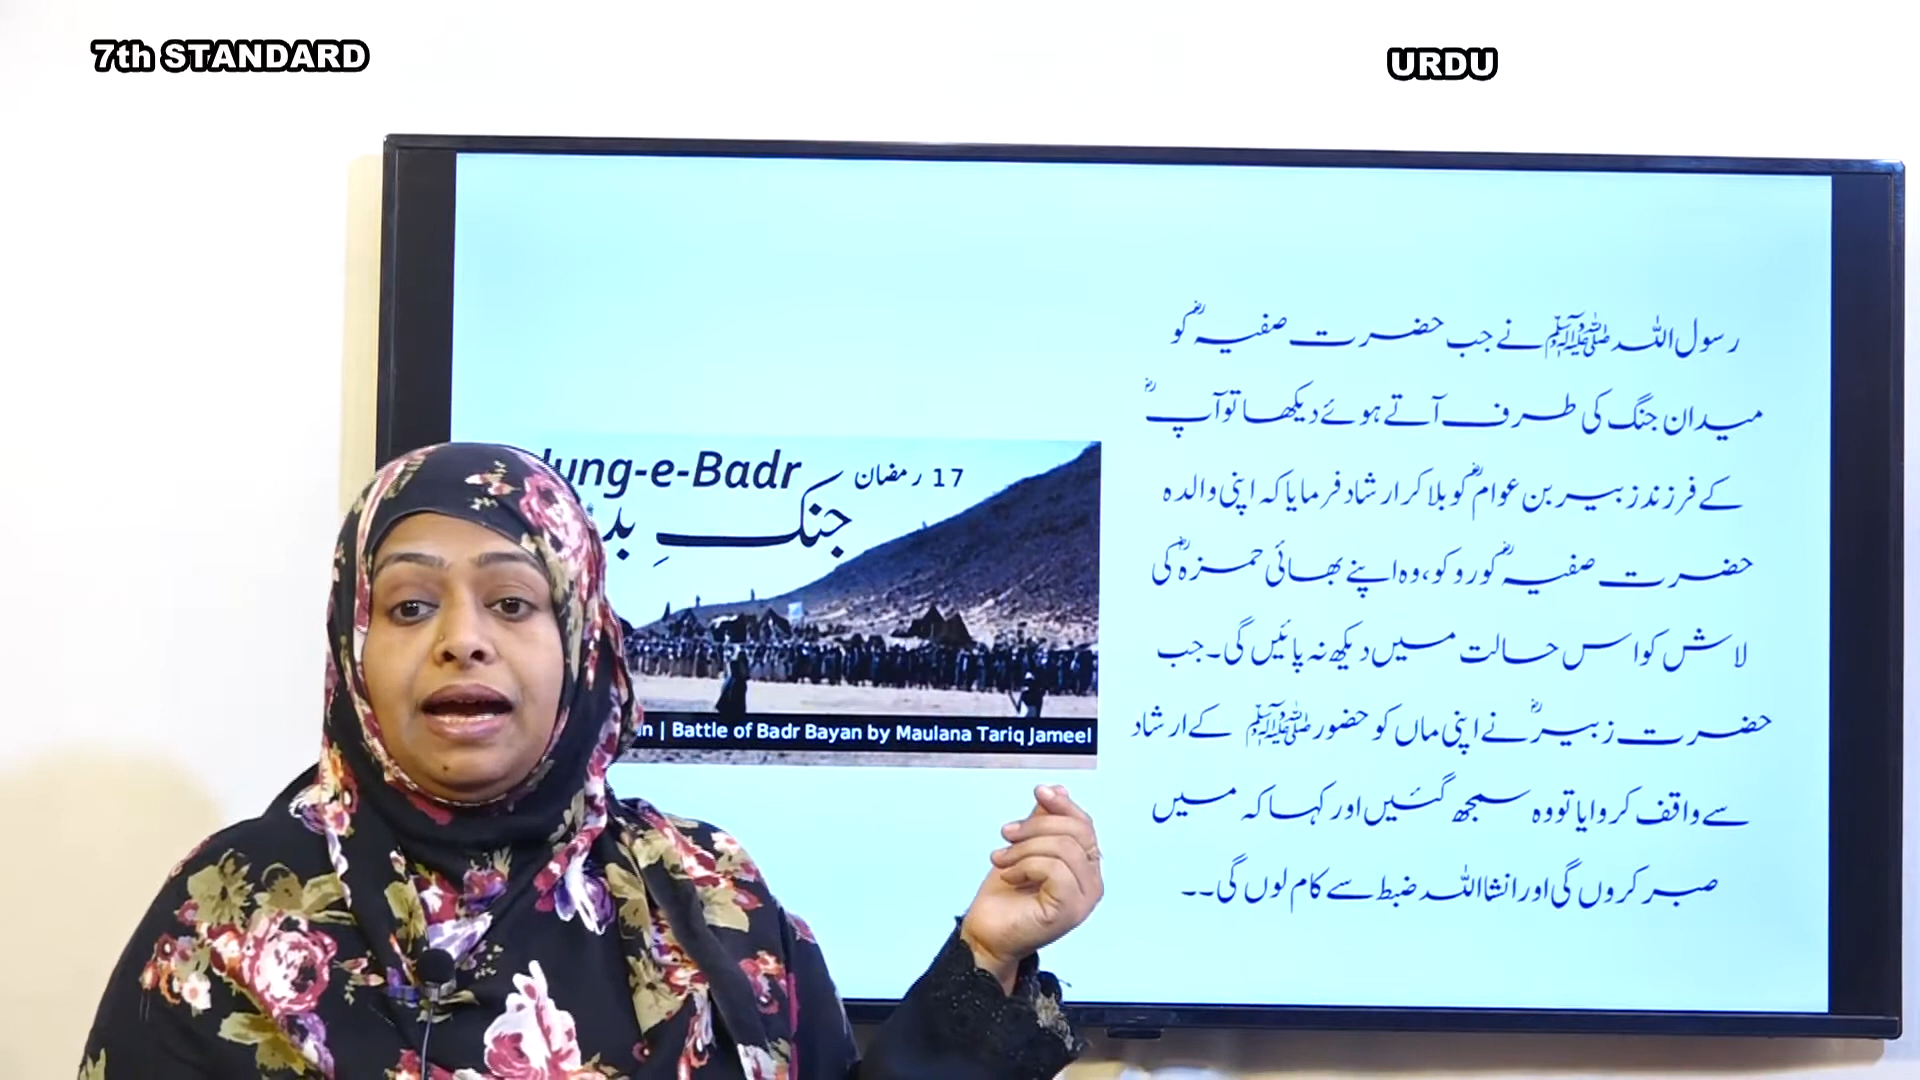 7th STANDARD
URDU
رسول اللہ ﷺ نے جب حضرت صفیہؓ کو
میدان جنگ کی طرف آتے ہوئے دیکھا تو آپؓ
کے فرزند زبیر بن عوامؓ کو بلا کر ارشاد فرمایا کہ اپنی والدہ
حضرت صفیہؓ کو روکو، وہ اپنے بھائی حمزہؓ کی
لاش کو اس حالت میں دیکھ نہ پائیں گی۔ جب
حضرت زبیرؓ نے اپنی ماں کو حضور ﷺ کے ارشاد
سے واقف کروایا تو وہ سمجھ گئیں اور کہا کہ میں
صبر کروں گی اور انشااللہ ضبط سے کام لوں گی۔۔
Jung-e-Badr
17 رمضان
جنگِ بد
| Battle of Badr Bayan by Maulana Tariq Jameel